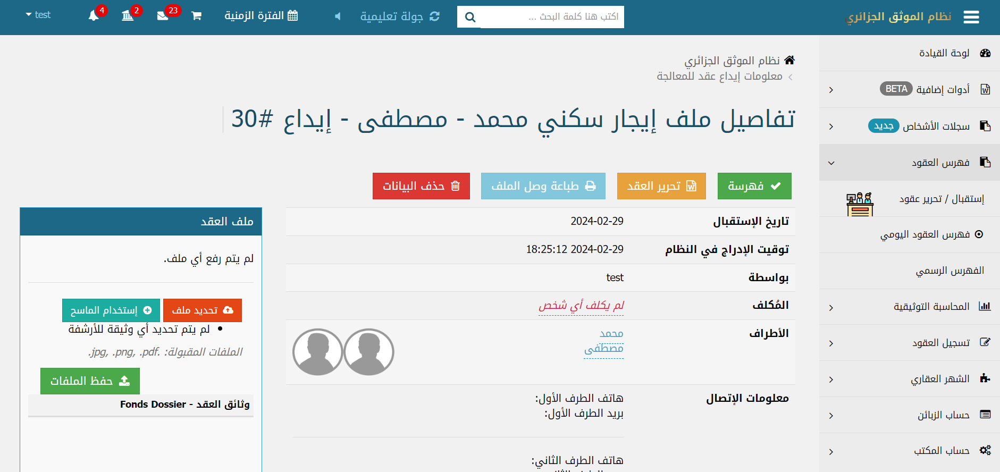 نظام الموثق الجزائري
اكتب هنا كلمة البحث ...
جولة تعليمية
الفترة الزمنية
23
2
4
test
لوحة القيادة
أدوات إضافية BETA
سجلات الأشخاص جديد
فهرس العقود
إستقبال / تحرير عقود
فهرس العقود اليومي
الفهرس الرسمي
المحاسبة التوثيقية
تسجيل العقود
الشهر العقاري
حساب الزبائن
حساب المكتب
نظام الموثق الجزائري
معلومات إيداع عقد للمعالجة
تفاصيل ملف إيجار سكني محمد - مصطفى - إيداع #30
فهرسة
تحرير العقد
طباعة وصل الملف
حذف البيانات
تاريخ الإستقبال 2024-02-29
توقيت الإدراج في النظام 2024-02-29 18:25:12
بواسطة test
المُكلف لم يكلف أي شخص
الأطراف محمد
مصطفى
معلومات الإتصال هاتف الطرف الأول:
بريد الطرف الأول:
هاتف الطرف الثاني:
ملف العقد
لم يتم رفع أي ملف.
تحديد ملف
إستخدام الماسح
لم يتم تحديد أي وثيقة للأرشفة
الملفات المقبولة: .jpg, .png, .pdf.
حفظ الملفات
وثائق العقد - Fonds Dossier